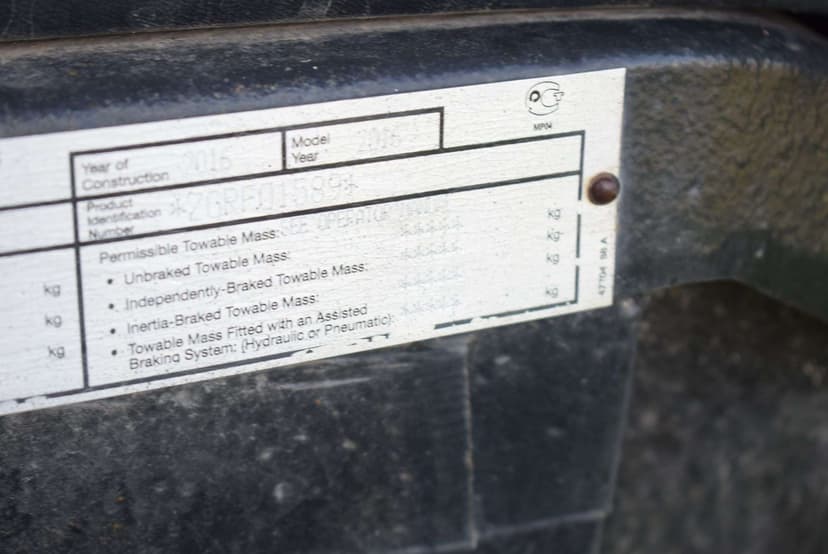 MP04
Year of
Construction 2016
Model
Year 2016
Product
Identification
Number *ZGRF01589*
Permissible Towable Mass: SEE OPERATOR MANUAL
• Unbraked Towable Mass: ***** kg
• Independently-Braked Towable Mass: ***** kg
• Inertia-Braked Towable Mass: ***** kg
• Towable Mass Fitted with an Assisted
Braking System: (Hydraulic or Pneumatic): ***** kg
kg
kg
kg